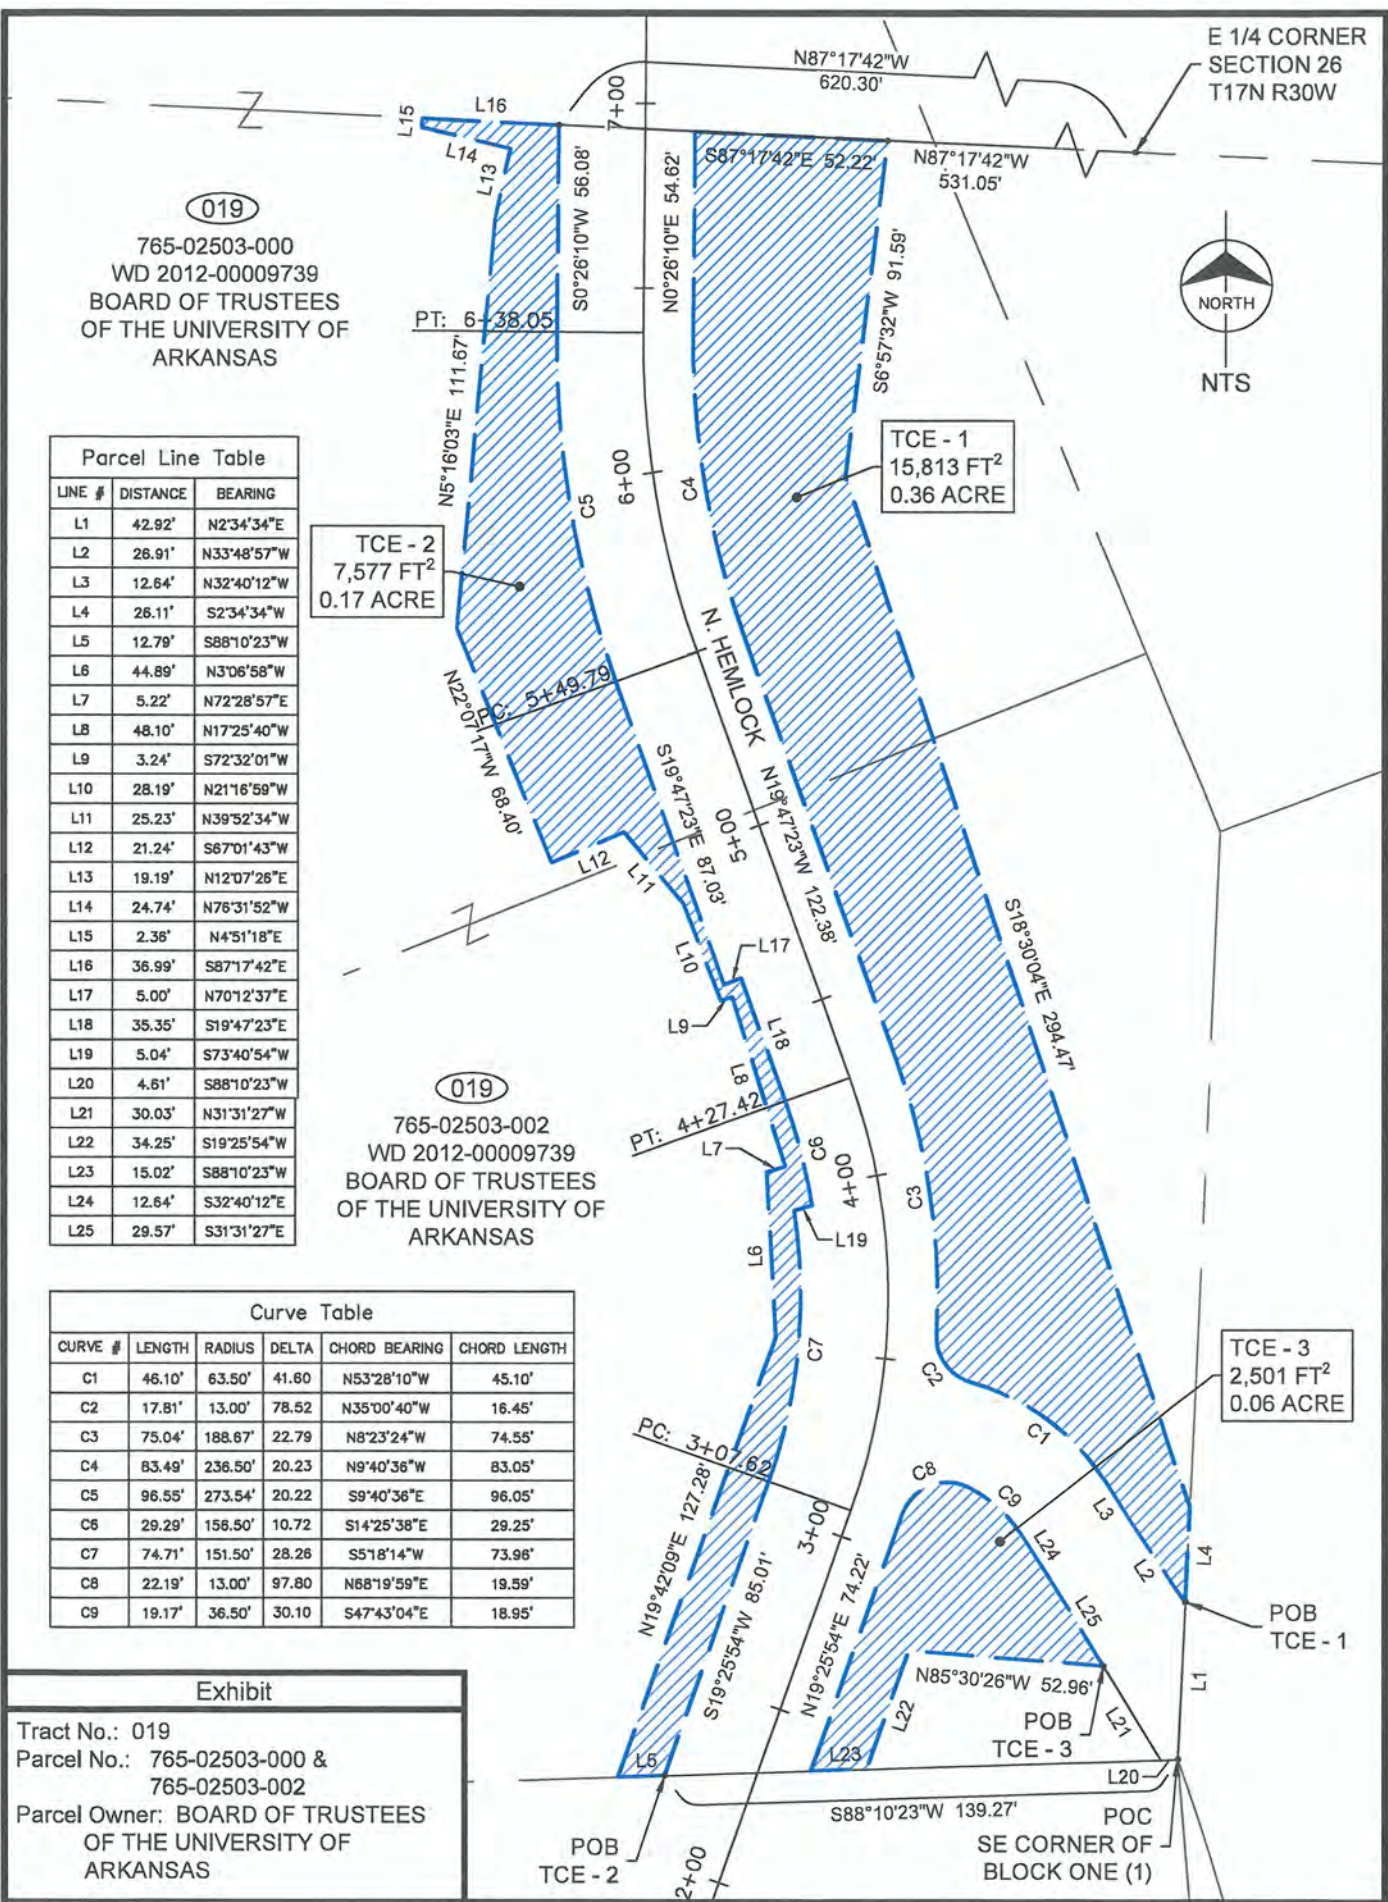 E 1/4 CORNER
SECTION 26
T17N R30W
N87°17'42"W
620.30'
7+00
L16
L15
L14
L13
S87°17'42"E 52.22'
N87°17'42"W
531.05'
S0°26'10"W 56.08'
N0°26'10"E 54.62'
S6°57'32"W 91.59'
NORTH
NTS
019
765-02503-000
WD 2012-00009739
BOARD OF TRUSTEES
OF THE UNIVERSITY OF
ARKANSAS
PT: 6+38.05
N5°16'03"E 111.67'
TCE - 1
15,813 FT²
0.36 ACRE
6+00
C4
C5
TCE - 2
7,577 FT²
0.17 ACRE
Parcel Line Table
LINE # DISTANCE BEARING
L1 42.92' N2°34'34"E
L2 26.91' N33°48'57"W
L3 12.64' N32°40'12"W
L4 26.11' S2°34'34"W
L5 12.79' S88°10'23"W
L6 44.89' N3°06'58"W
L7 5.22' N72°28'57"E
L8 48.10' N17°25'40"W
L9 3.24' S72°32'01"W
L10 28.19' N21°16'59"W
L11 25.23' N39°52'34"W
L12 21.24' S67°01'43"W
L13 19.19' N12°07'26"E
L14 24.74' N76°31'52"W
L15 2.36' N4°51'18"E
L16 36.99' S87°17'42"E
L17 5.00' N70°12'37"E
L18 35.35' S19°47'23"E
L19 5.04' S73°40'54"W
L20 4.61' S88°10'23"W
L21 30.03' N31°31'27"W
L22 34.25' S19°25'54"W
L23 15.02' S88°10'23"W
L24 12.64' S32°40'12"E
L25 29.57' S31°31'27"E
N. HEMLOCK
PC: 5+49.79
N22°07'17"W 68.40'
S19°47'23"E 87.03'
5+00
N19°47'23"W 122.38'
L12
L11
L10
L17
L9
L18
L8
S18°30'04"E 294.47'
019
765-02503-002
WD 2012-00009739
BOARD OF TRUSTEES
OF THE UNIVERSITY OF
ARKANSAS
PT: 4+27.42
L7
C6
4+00
C3
L19
L6
C7
C2
C1
Curve Table
CURVE # LENGTH RADIUS DELTA CHORD BEARING CHORD LENGTH
C1 46.10' 63.50' 41.60 N53°28'10"W 45.10'
C2 17.81' 13.00' 78.52 N35°00'40"W 16.45'
C3 75.04' 188.67' 22.79 N8°23'24"W 74.55'
C4 83.49' 236.50' 20.23 N9°40'36"W 83.05'
C5 96.55' 273.54' 20.22 S9°40'36"E 96.05'
C6 29.29' 156.50' 10.72 S14°25'38"E 29.25'
C7 74.71' 151.50' 28.26 S5°18'14"W 73.96'
C8 22.19' 13.00' 97.80 N68°19'59"E 19.59'
C9 19.17' 36.50' 30.10 S47°43'04"E 18.95'
TCE - 3
2,501 FT²
0.06 ACRE
PC: 3+07.62
3+00
C8
C9
L3
L24
L2
L4
L25
N19°42'09"E 127.28'
S19°25'54"W 85.01'
N19°25'54"E 74.22'
N85°30'26"W 52.96'
L22
POB
TCE - 1
L1
L21
POB
TCE - 3
L5
L23
L20
S88°10'23"W 139.27'
POB
TCE - 2
2+00
POC
SE CORNER OF
BLOCK ONE (1)
Exhibit
Tract No.: 019
Parcel No.: 765-02503-000 &
765-02503-002
Parcel Owner: BOARD OF TRUSTEES
OF THE UNIVERSITY OF
ARKANSAS